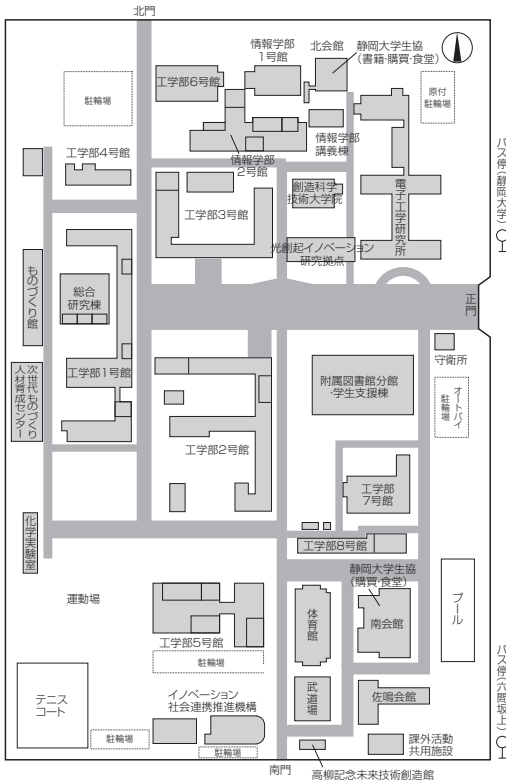 北門
情報学部
1号館
北会館
静岡大学生協
(書籍・購買・食堂)
工学部6号館
駐輪場
原付
駐輪場
情報学部
講義棟
工学部4号館
情報学部
2号館
バス停(静岡大学)
創造科学
技術大学院
電子工学研究所
工学部3号館
光創起イノベーション
研究拠点
ものづくり館
総合
研究棟
正門
守衛所
次世代ものづくり
人材育成センター
工学部1号館
附属図書館分館
・学生支援棟
オートバイ
駐輪場
工学部2号館
工学部
7号館
化学実験室
工学部8号館
静岡大学生協
(購買・食堂)
運動場
体育館
南会館
プール
工学部5号館
駐輪場
バス停(六間坂上)
テニス
コート
イノベーション
社会連携推進機構
武道場
佐鳴会館
駐輪場
駐輪場
課外活動
共用施設
南門
高柳記念未来技術創造館